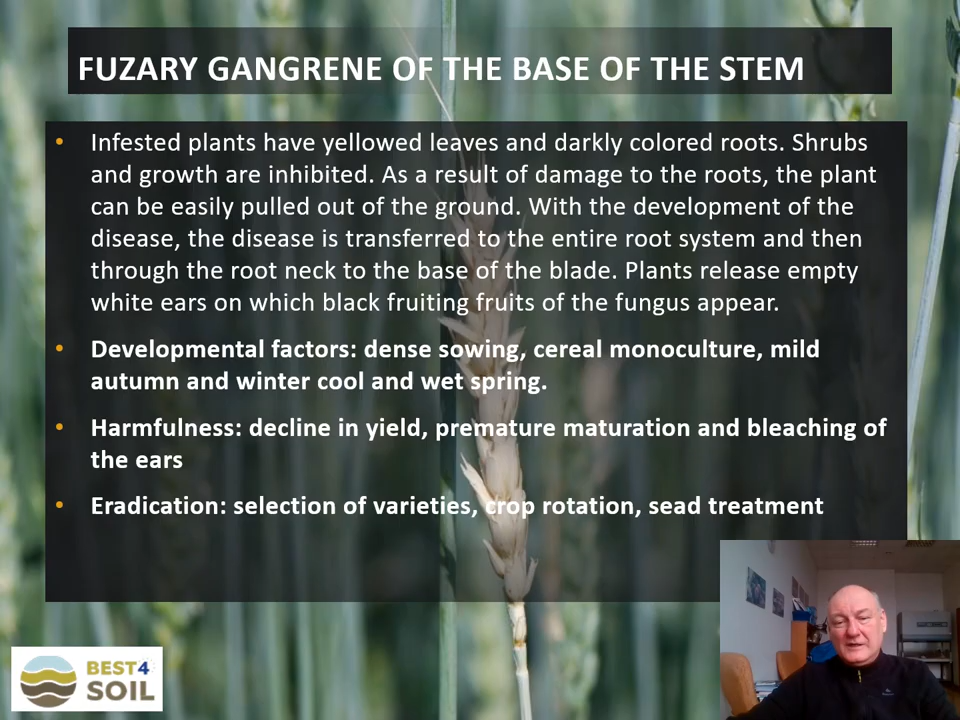 FUZARY GANGRENE OF THE BASE OF THE STEM
• Infested plants have yellowed leaves and darkly colored roots. Shrubs
and growth are inhibited. As a result of damage to the roots, the plant
can be easily pulled out of the ground. With the development of the
disease, the disease is transferred to the entire root system and then
through the root neck to the base of the blade. Plants release empty
white ears on which black fruiting fruits of the fungus appear.
• Developmental factors: dense sowing, cereal monoculture, mild
autumn and winter cool and wet spring.
• Harmfulness: decline in yield, premature maturation and bleaching of
the ears
• Eradication: selection of varieties, crop rotation, sead treatment
BEST4
SOIL